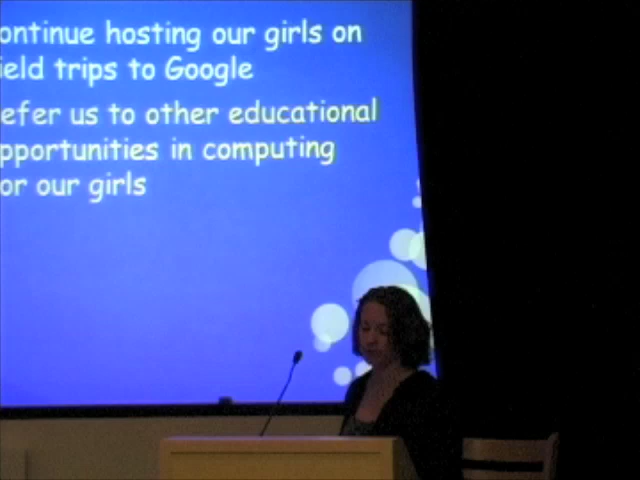 ontinue hosting our girls on
ield trips to Google
efer us to other educational
pportunities in computing
or our girls